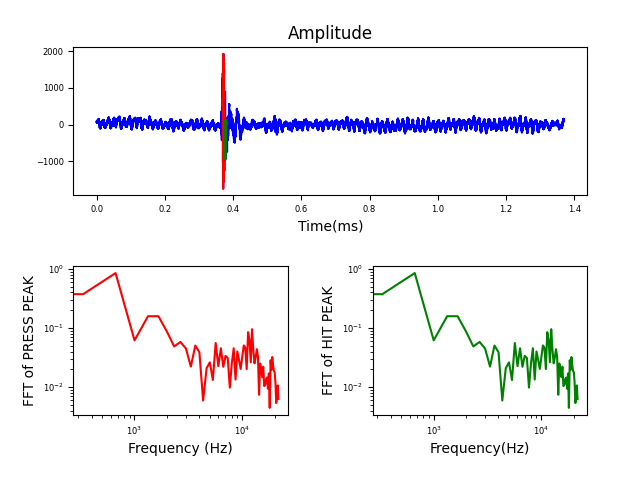 Amplitude
2000
1000
0
−1000
0.0 0.2 0.4 0.6 0.8 1.0 1.2 1.4
Time(ms)
FFT of PRESS PEAK
10⁰
10⁻¹
10⁻²
10³ 10⁴
Frequency (Hz)
FFT of HIT PEAK
10⁰
10⁻¹
10⁻²
10³ 10⁴
Frequency(Hz)